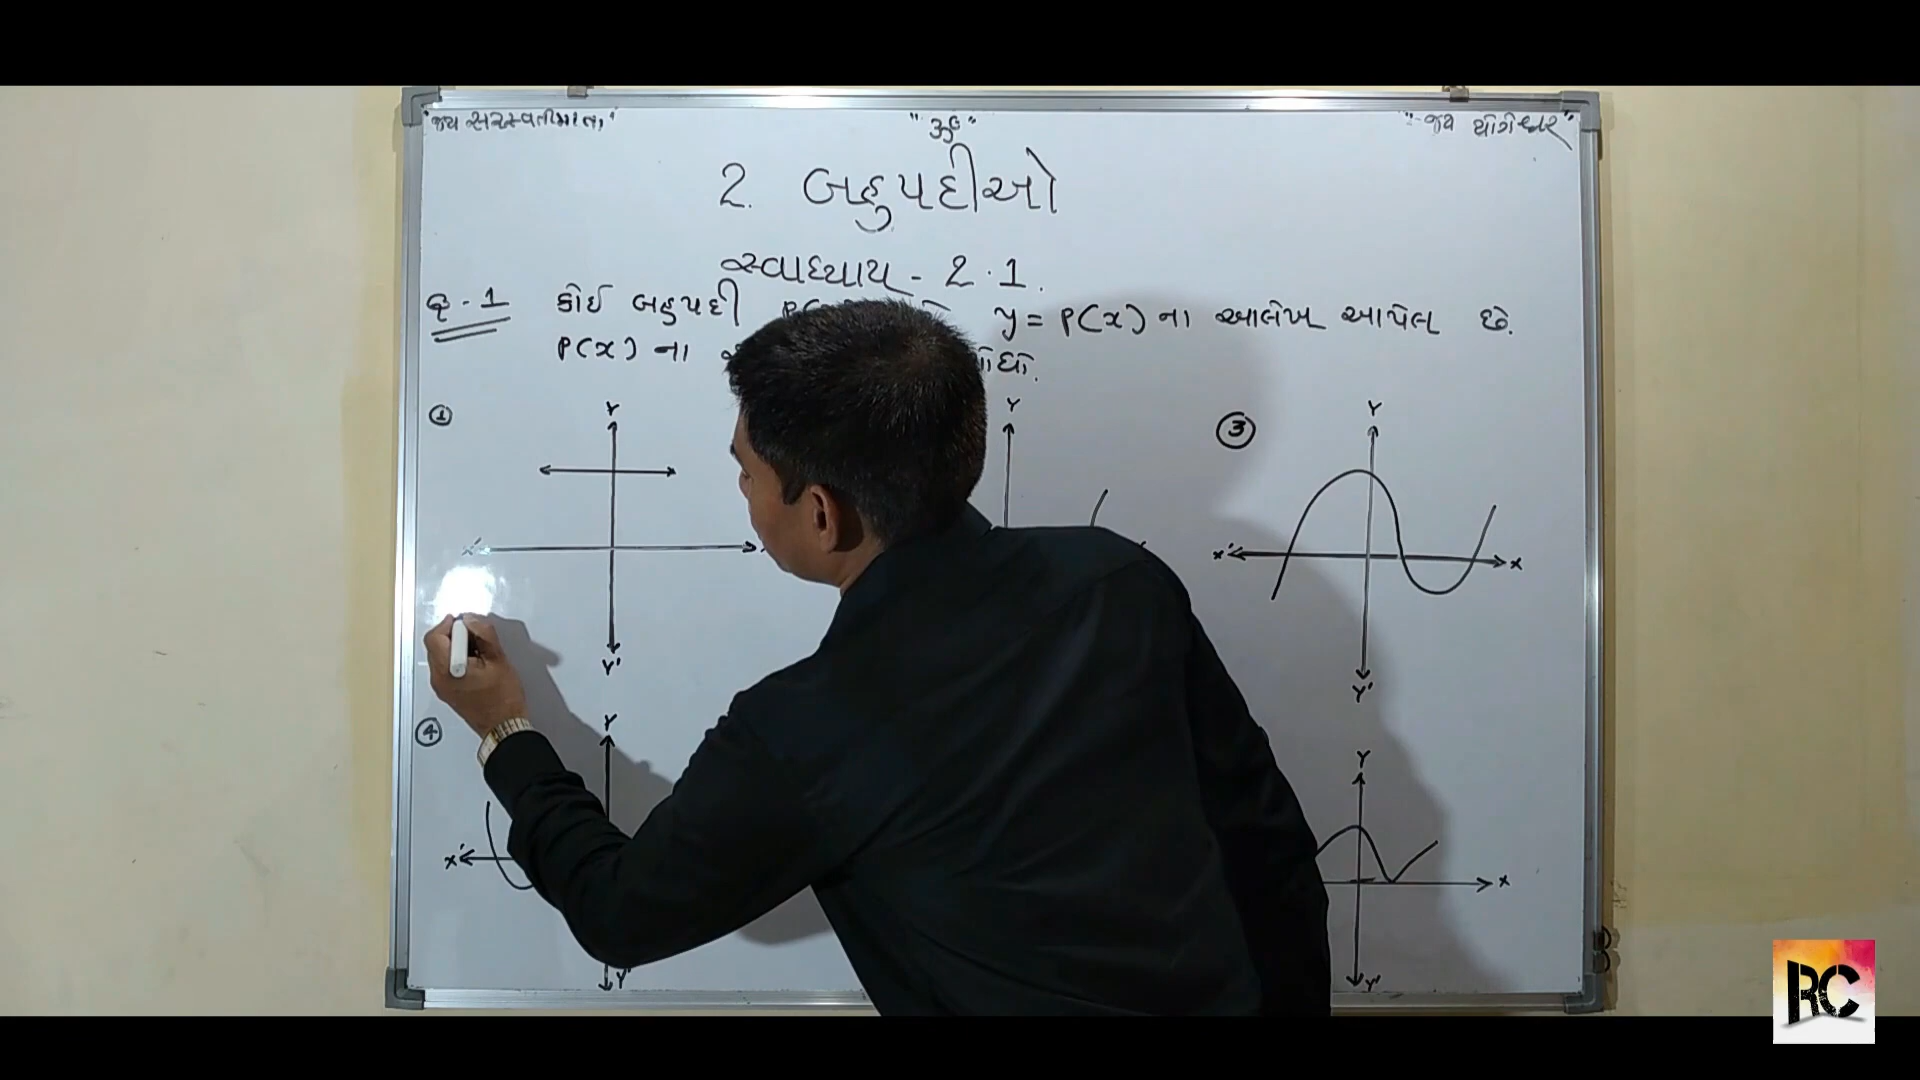 "જય સરસ્વતીમાતા"
"ૐ"
"જય યોગેશ્વર"
2. બહુપદીઓ
સ્વાધ્યાય - 2.1.
પ્ર - 1 કોઈ બહુપદી y = P(x) ના આલેખ આપેલ છે.
P(x) ના
1
Y
X'
Y'
Y
3
Y
X'
X
Y'
4
Y
X'
Y'
Y
X
Y'
RC